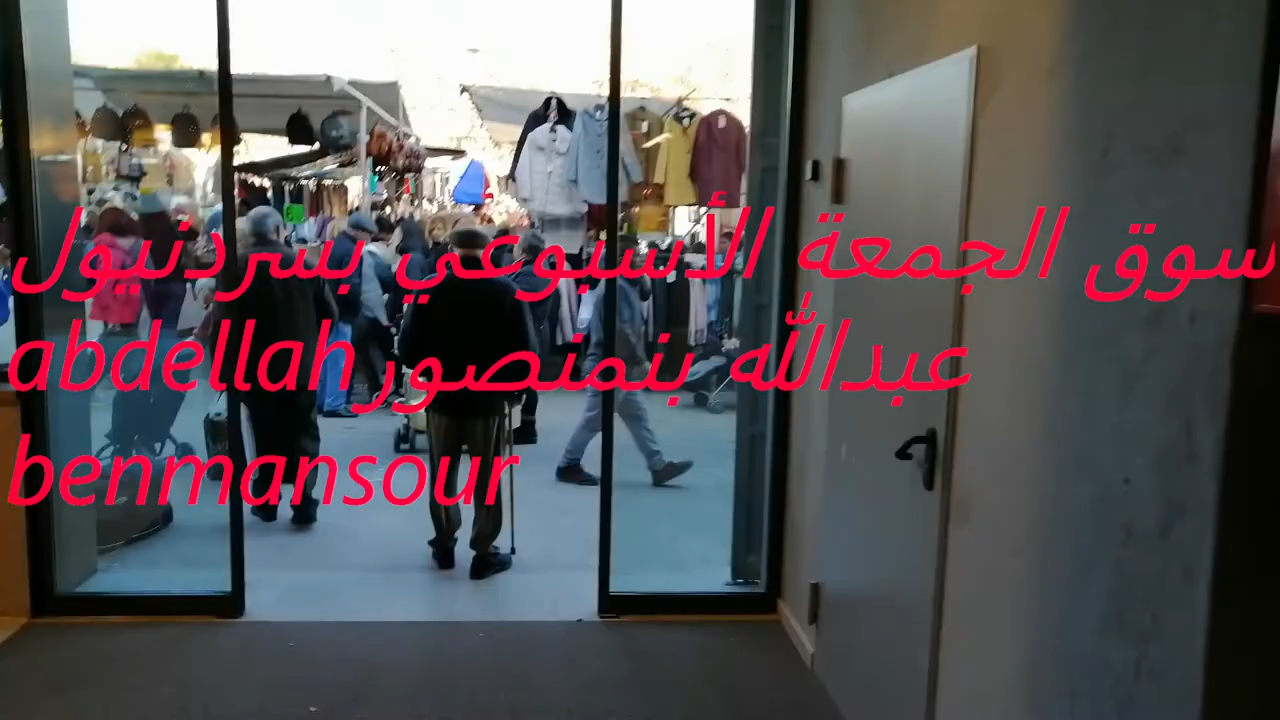 سوق الجمعة الأسبوعي بسردنيول
عبدالله بنمنصور abdellah
benmansour